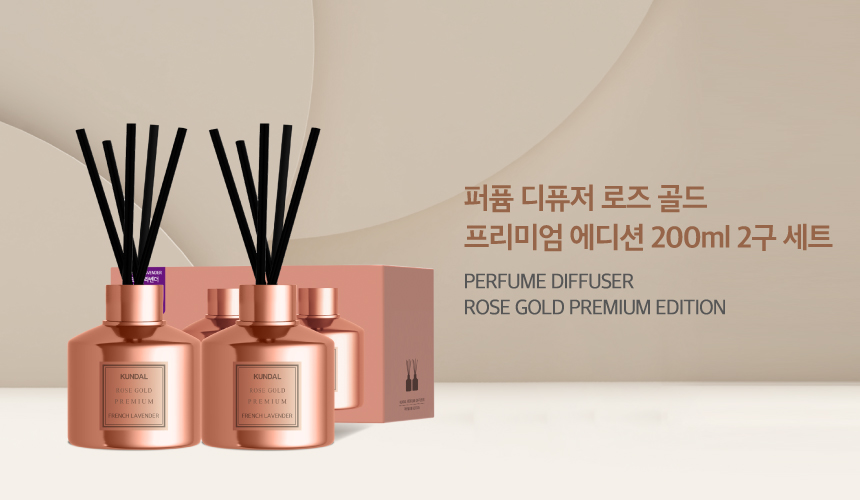 퍼퓸 디퓨저 로즈 골드
프리미엄 에디션 200ml 2구 세트
PERFUME DIFFUSER
ROSE GOLD PREMIUM EDITION
KUNDAL
ROSE GOLD
PREMIUM
FRENCH LAVENDER
KUNDAL
ROSE GOLD
PREMIUM
FRENCH LAVENDER